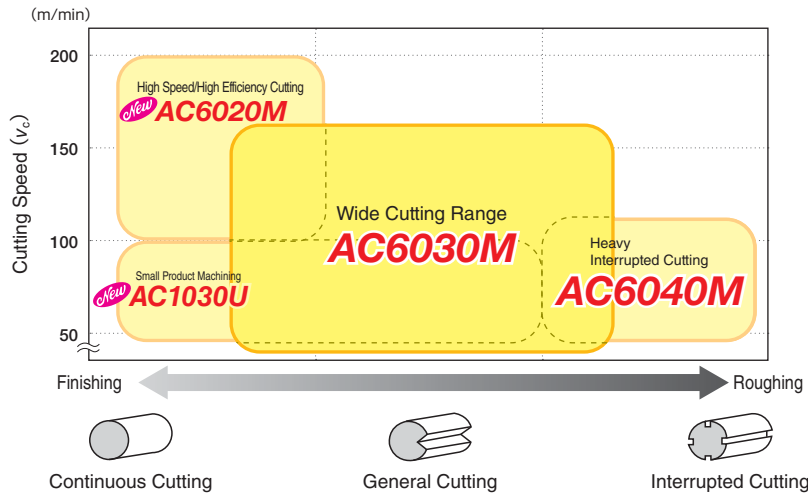 (m/min)
Cutting Speed (vc)
200
150
100
50
High Speed/High Efficiency Cutting
New AC6020M
Wide Cutting Range
AC6030M
Small Product Machining
New AC1030U
Heavy
Interrupted Cutting
AC6040M
Finishing
Roughing
Continuous Cutting
General Cutting
Interrupted Cutting